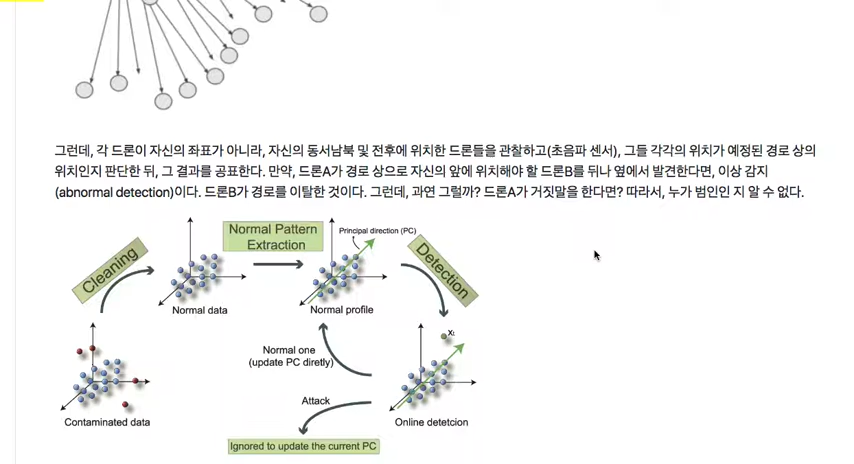 그런데, 각 드론이 자신의 좌표가 아니라, 자신의 동서남북 및 전후에 위치한 드론들을 관찰하고(초음파 센서), 그들 각각의 위치가 예정된 경로 상의
위치인지 판단한 뒤, 그 결과를 공표한다. 만약, 드론A가 경로 상으로 자신의 앞에 위치해야 할 드론B를 뒤나 옆에서 발견한다면, 이상 감지
(abnormal detection)이다. 드론B가 경로를 이탈한 것이다. 그런데, 과연 그럴까? 드론A가 거짓말을 한다면? 따라서, 누가 범인인 지 알 수 없다.
Cleaning
Normal Pattern
Extraction
Principal direction (PC)
Detection
Normal data
Normal profile
Xt
Normal one
(update PC diretly)
Attack
Contaminated data
Online detetcion
Ignored to update the current PC